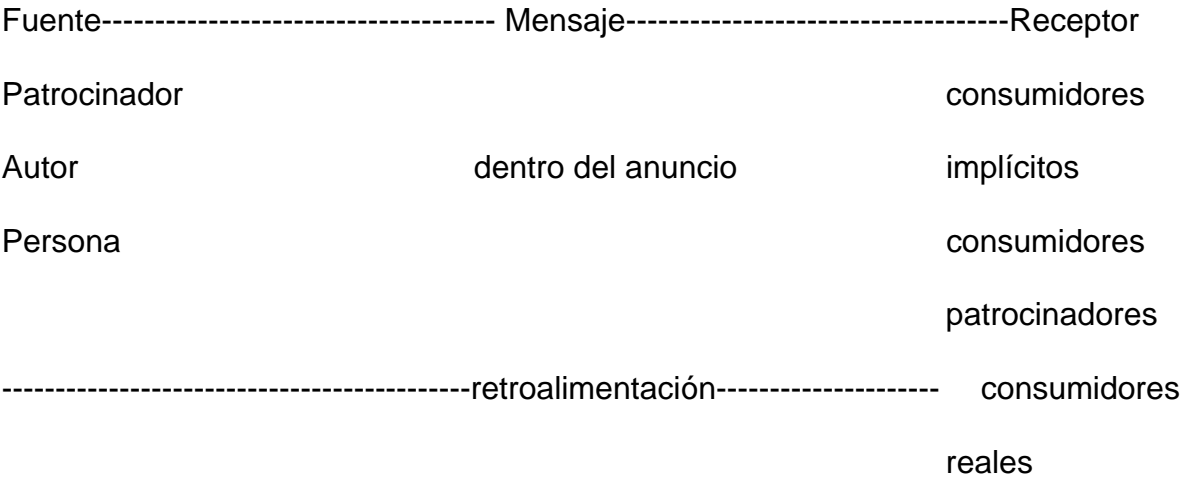 Fuente------------------------------------- Mensaje------------------------------------Receptor
Patrocinador consumidores
Autor dentro del anuncio implícitos
Persona consumidores
patrocinadores
--------------------------------------------retroalimentación--------------------- consumidores
reales